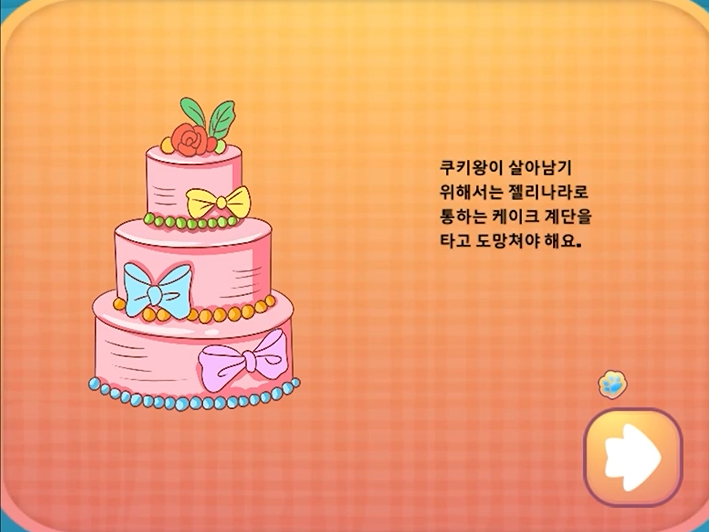 쿠키왕이 살아남기
위해서는 젤리나라로
통하는 케이크 계단을
타고 도망쳐야 해요.